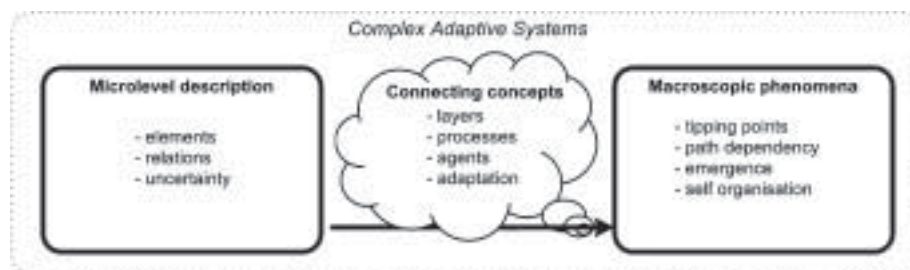 Complex Adaptive Systems
Microlevel description
- elements
- relations
- uncertainty
Connecting concepts
- layers
- processes
- agents
- adaptation
Macroscopic phenomena
- tipping points
- path dependency
- emergence
- self organisation